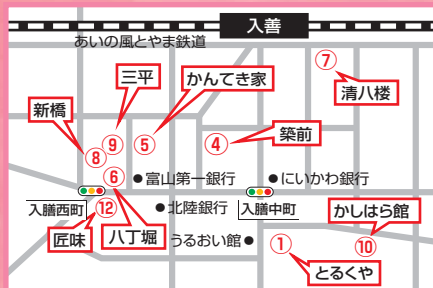 入善
あいの風とやま鉄道
⑦
三平
かんてき家
清八楼
新橋
⑨
⑤
④
築前
⑧
⑥
●富山第一銀行
●にいかわ銀行
入膳西町
⑫
●北陸銀行
入膳中町
かしはら館
匠味
八丁堀
うるおい館●
①
⑩
とるくや